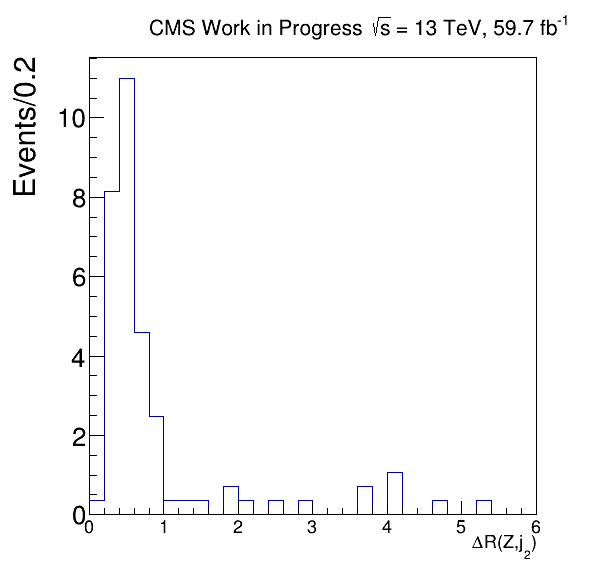 CMS Work in Progress √s = 13 TeV, 59.7 fb⁻¹
Events/0.2
10
8
6
4
2
0
0 1 2 3 4 5 6
ΔR(Z,j₂)